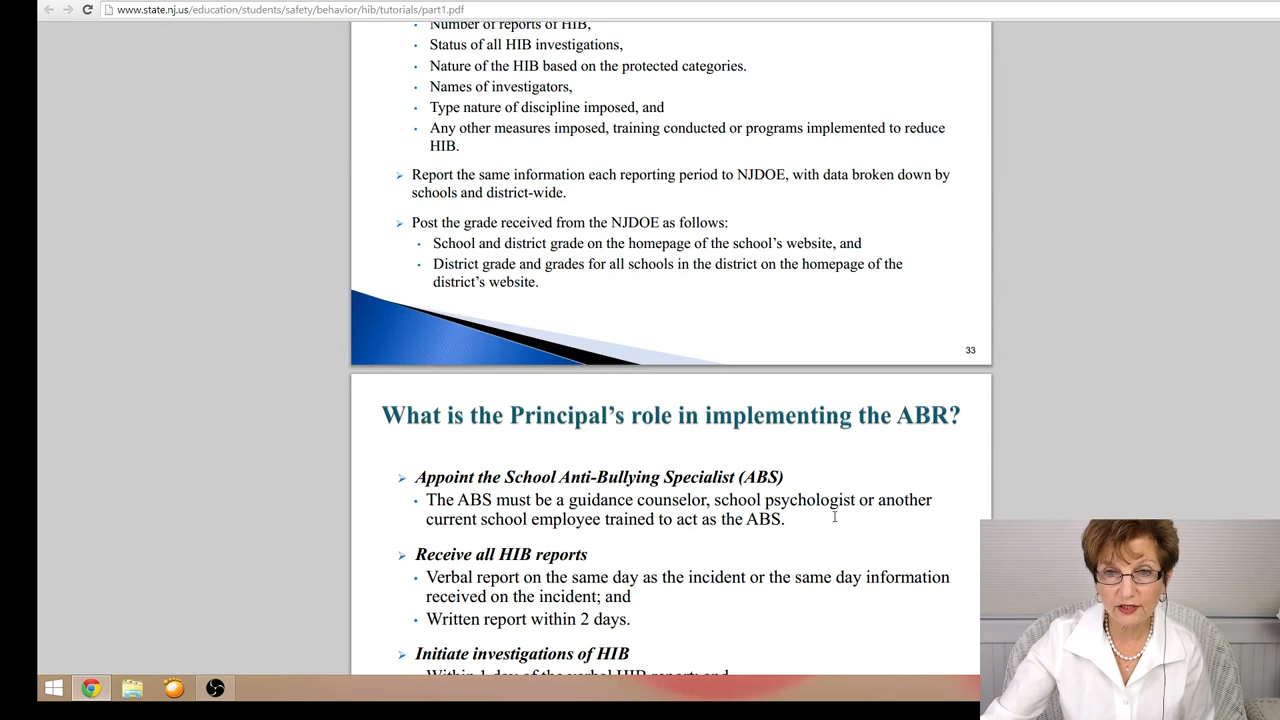 www.state.nj.us/education/students/safety/behavior/hib/tutorials/part1.pdf
Number of reports of HIB,
Status of all HIB investigations,
Nature of the HIB based on the protected categories.
Names of investigators,
Type nature of discipline imposed, and
Any other measures imposed, training conducted or programs implemented to reduce
HIB.
Report the same information each reporting period to NJDOE, with data broken down by
schools and district-wide.
Post the grade received from the NJDOE as follows:
School and district grade on the homepage of the school’s website, and
District grade and grades for all schools in the district on the homepage of the
district’s website.
33
What is the Principal’s role in implementing the ABR?
Appoint the School Anti-Bullying Specialist (ABS)
The ABS must be a guidance counselor, school psychologist or another
current school employee trained to act as the ABS.
Receive all HIB reports
Verbal report on the same day as the incident or the same day information
received on the incident; and
Written report within 2 days.
Initiate investigations of HIB
Within 1 day of the verbal HIB report; and